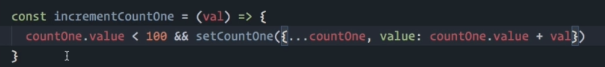 const incrementCountOne = (val) => {
countOne.value < 100 && setCountOne({...countOne, value: countOne.value + val})
}